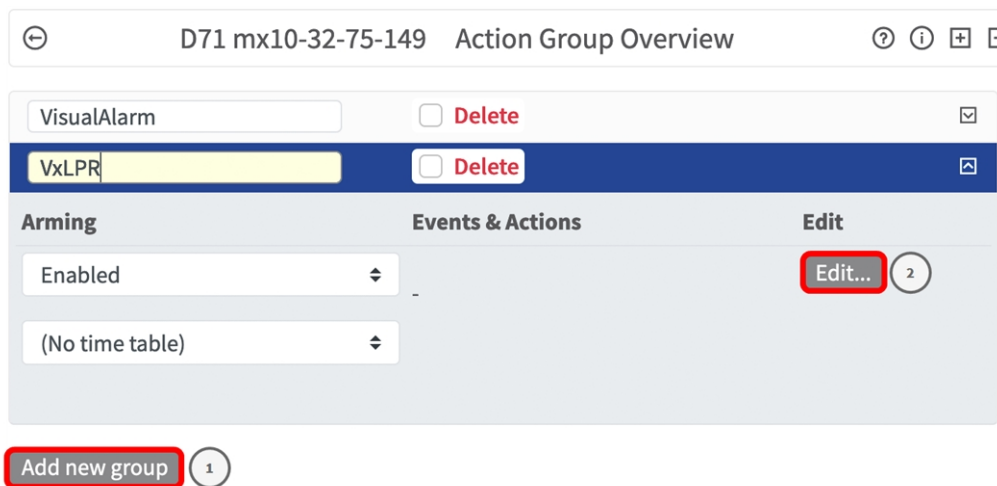 D71 mx10-32-75-149 Action Group Overview
VisualAlarm Delete
VxLPR Delete
Arming Events & Actions Edit
Enabled - Edit... 2
(No time table)
Add new group 1